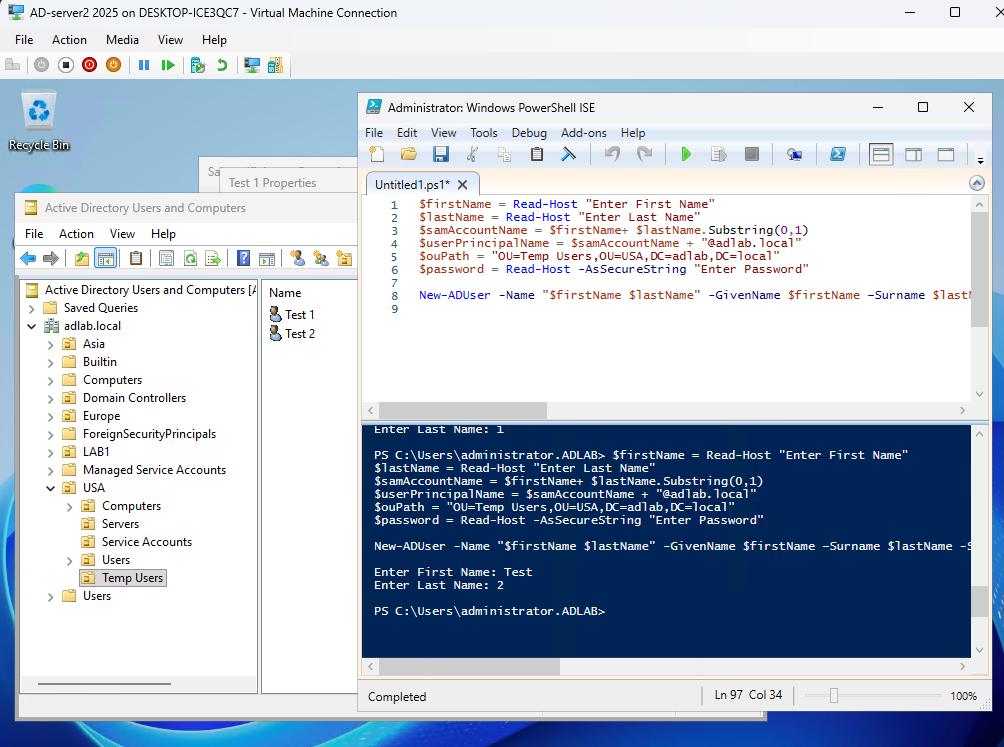 AD-server2 2025 on DESKTOP-ICE3QC7 - Virtual Machine Connection
File Action Media View Help
Recycle Bin
Sa
Test 1 Properties
Active Directory Users and Computers
File Action View Help
Active Directory Users and Computers [A
Saved Queries
adlab.local
Asia
Builtin
Computers
Domain Controllers
Europe
ForeignSecurityPrincipals
LAB1
Managed Service Accounts
USA
Computers
Servers
Service Accounts
Users
Temp Users
Users
Name
Test 1
Test 2
Administrator: Windows PowerShell ISE
File Edit View Tools Debug Add-ons Help
Untitled1.ps1*
1 $firstName = Read-Host "Enter First Name"
2 $lastName = Read-Host "Enter Last Name"
3 $samAccountName = $firstName+ $lastName.Substring(0,1)
4 $userPrincipalName = $samAccountName + "@adlab.local"
5 $ouPath = "OU=Temp Users,OU=USA,DC=adlab,DC=local"
6 $password = Read-Host -AsSecureString "Enter Password"
7
8 New-ADUser -Name "$firstName $lastName" -GivenName $firstName -Surname $last
9
Enter Last Name: 1
PS C:\Users\administrator.ADLAB> $firstName = Read-Host "Enter First Name"
$lastName = Read-Host "Enter Last Name"
$samAccountName = $firstName+ $lastName.Substring(0,1)
$userPrincipalName = $samAccountName + "@adlab.local"
$ouPath = "OU=Temp Users,OU=USA,DC=adlab,DC=local"
$password = Read-Host -AsSecureString "Enter Password"
New-ADUser -Name "$firstName $lastName" -GivenName $firstName -Surname $lastName -S
Enter First Name: Test
Enter Last Name: 2
PS C:\Users\administrator.ADLAB>
Completed
Ln 97 Col 34
100%